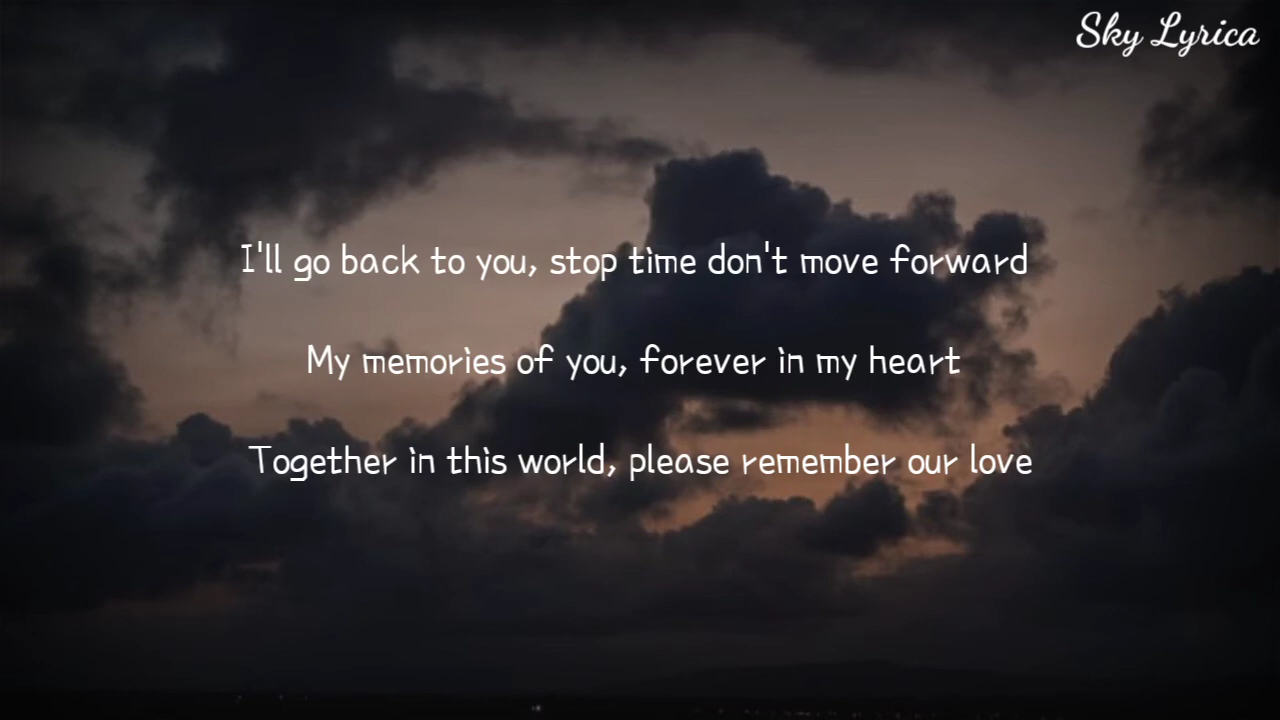 Sky Lyrica
I'll go back to you, stop time don't move forward
My memories of you, forever in my heart
Together in this world, please remember our love